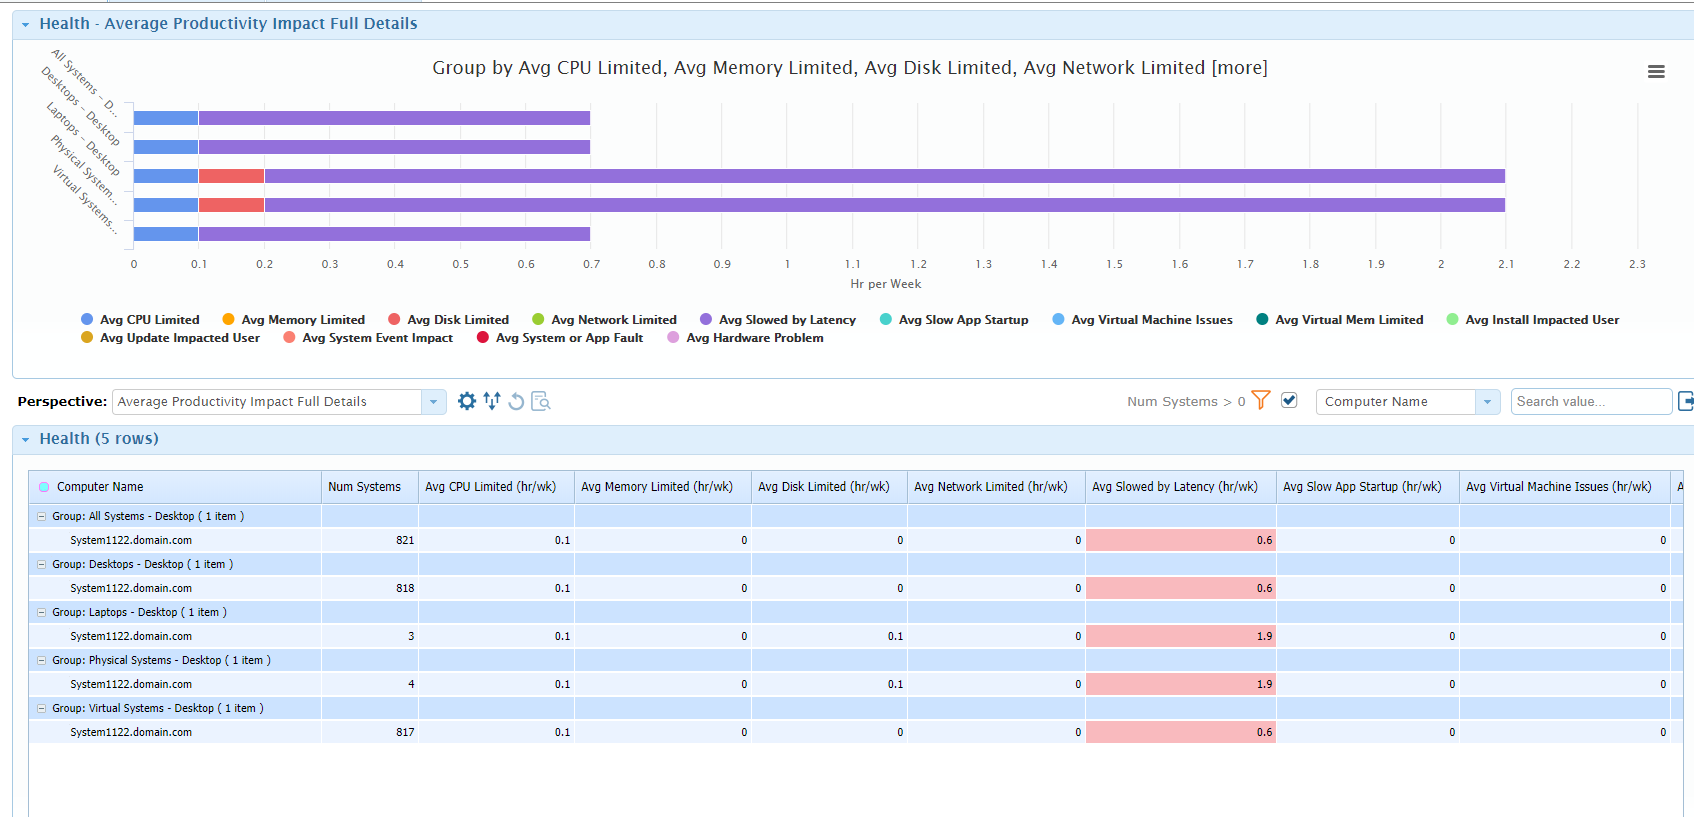 Health - Average Productivity Impact Full Details
Group by Avg CPU Limited, Avg Memory Limited, Avg Disk Limited, Avg Network Limited [more]
All Systems – D...
Desktops – Desktop
Laptops – Desktop
Physical System...
Virtual Systems...
0 0.1 0.2 0.3 0.4 0.5 0.6 0.7 0.8 0.9 1 1.1 1.2 1.3 1.4 1.5 1.6 1.7 1.8 1.9 2 2.1 2.2 2.3
Hr per Week
Avg CPU Limited Avg Memory Limited Avg Disk Limited Avg Network Limited Avg Slowed by Latency Avg Slow App Startup Avg Virtual Machine Issues Avg Virtual Mem Limited Avg Install Impacted User
Avg Update Impacted User Avg System Event Impact Avg System or App Fault Avg Hardware Problem
Perspective: Average Productivity Impact Full Details Num Systems > 0 Computer Name Search value...
Health (5 rows)
Computer Name Num Systems Avg CPU Limited (hr/wk) Avg Memory Limited (hr/wk) Avg Disk Limited (hr/wk) Avg Network Limited (hr/wk) Avg Slowed by Latency (hr/wk) Avg Slow App Startup (hr/wk) Avg Virtual Machine Issues (hr/wk) A
Group: All Systems - Desktop ( 1 item )
System1122.domain.com 821 0.1 0 0 0 0.6 0 0
Group: Desktops - Desktop ( 1 item )
System1122.domain.com 818 0.1 0 0 0 0.6 0 0
Group: Laptops - Desktop ( 1 item )
System1122.domain.com 3 0.1 0 0.1 0 1.9 0 0
Group: Physical Systems - Desktop ( 1 item )
System1122.domain.com 4 0.1 0 0.1 0 1.9 0 0
Group: Virtual Systems - Desktop ( 1 item )
System1122.domain.com 817 0.1 0 0 0 0.6 0 0